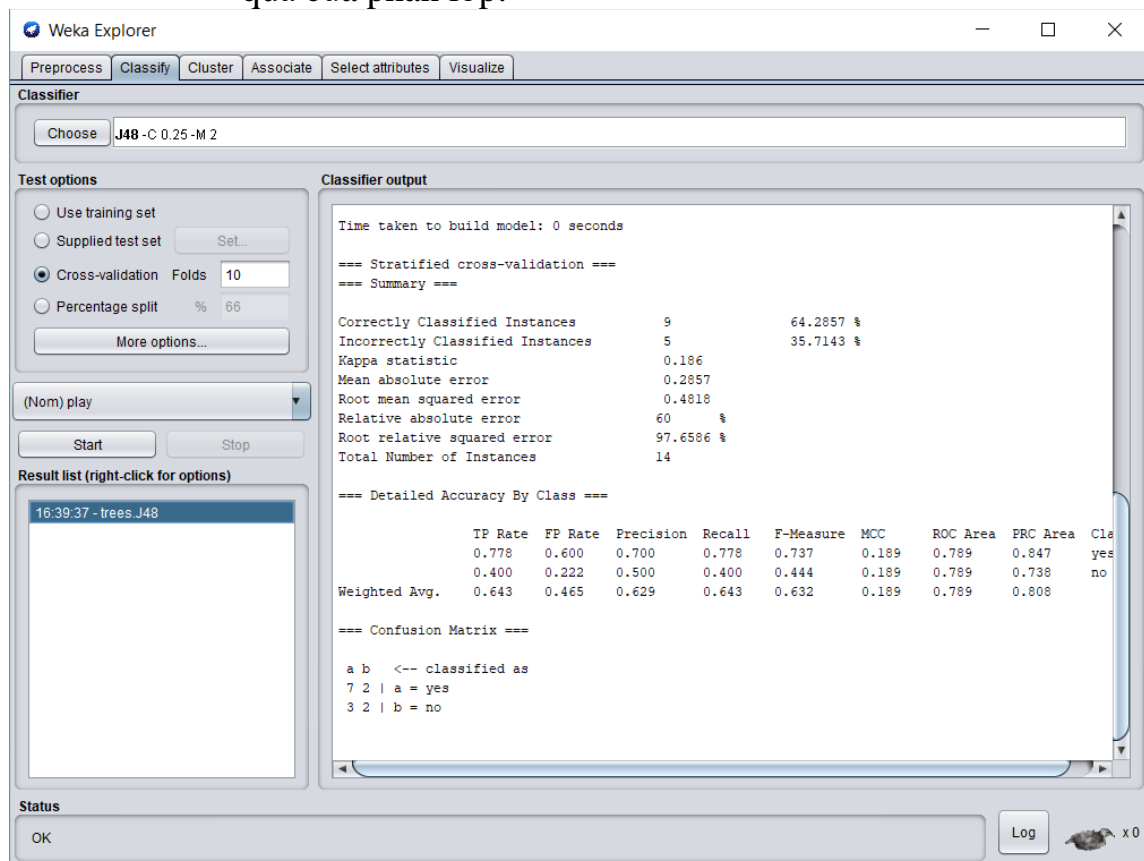 quả của phân lớp.
Weka Explorer
Preprocess Classify Cluster Associate Select attributes Visualize
Classifier
Choose J48 -C 0.25 -M 2
Test options
Use training set
Supplied test set Set...
Cross-validation Folds 10
Percentage split % 66
More options...
(Nom) play
Start Stop
Result list (right-click for options)
16:39:37 - trees.J48
Classifier output
Time taken to build model: 0 seconds
=== Stratified cross-validation ===
=== Summary ===
Correctly Classified Instances 9 64.2857 %
Incorrectly Classified Instances 5 35.7143 %
Kappa statistic 0.186
Mean absolute error 0.2857
Root mean squared error 0.4818
Relative absolute error 60 %
Root relative squared error 97.6586 %
Total Number of Instances 14
=== Detailed Accuracy By Class ===
TP Rate FP Rate Precision Recall F-Measure MCC ROC Area PRC Area Cla
0.778 0.600 0.700 0.778 0.737 0.189 0.789 0.847 yes
0.400 0.222 0.500 0.400 0.444 0.189 0.789 0.738 no
Weighted Avg. 0.643 0.465 0.629 0.643 0.632 0.189 0.789 0.808
=== Confusion Matrix ===
a b <-- classified as
7 2 | a = yes
3 2 | b = no
Status
OK
Log
x 0